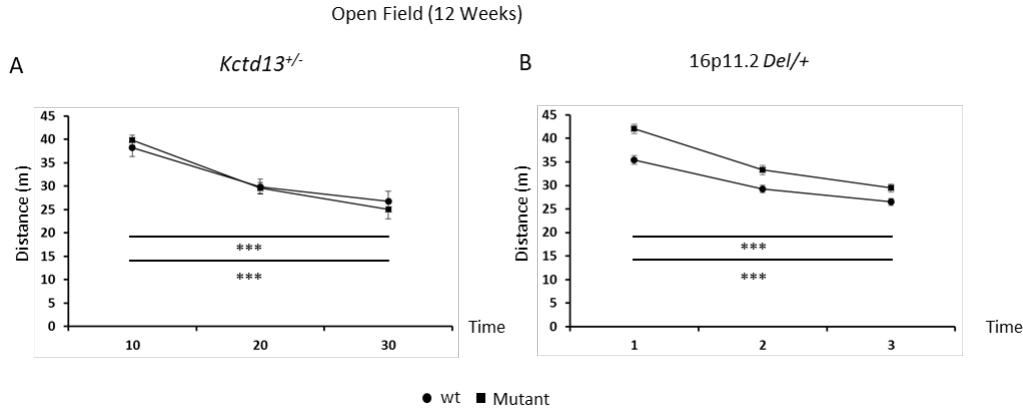 Open Field (12 Weeks)
A
Kctd13+/-
45
40
35
30
25
20
15
10
5
0
Distance (m)
***
***
10 20 30
Time
B
16p11.2 Del/+
45
40
35
30
25
20
15
10
5
0
Distance (m)
***
***
1 2 3
Time
wt Mutant